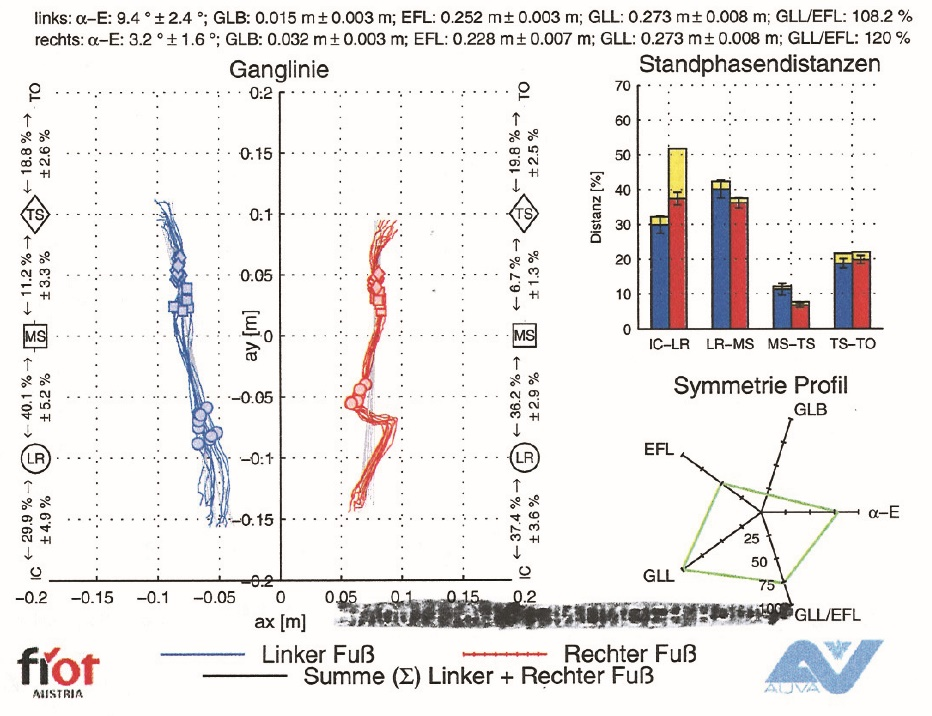 links: α–E: 9.4 ° ± 2.4 °; GLB: 0.015 m ± 0.003 m; EFL: 0.252 m ± 0.003 m; GLL: 0.273 m ± 0.008 m; GLL/EFL: 108.2 %
rechts: α–E: 3.2 ° ± 1.6 °; GLB: 0.032 m ± 0.003 m; EFL: 0.228 m ± 0.007 m; GLL: 0.273 m ± 0.008 m; GLL/EFL: 120 %
Ganglinie
IC ← 29.9 % → LR ← 40.1 % → MS ← 11.2 % → TS ← 18.8 % → TO
± 4.9 % ± 5.2 % ± 3.3 % ± 2.6 %
0.2
0.15
0.1
0.05
0
−0.05
−0.1
−0.15
−0.2
ay [m]
IC ← 37.4 % → LR ← 36.2 % → MS ← 6.7 % → TS ← 19.8 % → TO
± 3.6 % ± 2.9 % ± 1.3 % ± 2.5 %
−0.2 −0.15 −0.1 −0.05 0 0.05 0.1 0.15 0.2
ax [m]
Standphasendistanzen
Distanz [%]
70
60
50
40
30
20
10
0
IC–LR LR–MS MS–TS TS–TO
Symmetrie Profil
GLB
EFL
α–E
GLL
25
50
75
100
GLL/EFL
Linker Fuß
Rechter Fuß
Summe (Σ) Linker + Rechter Fuß
fiot
AUSTRIA
AUVA